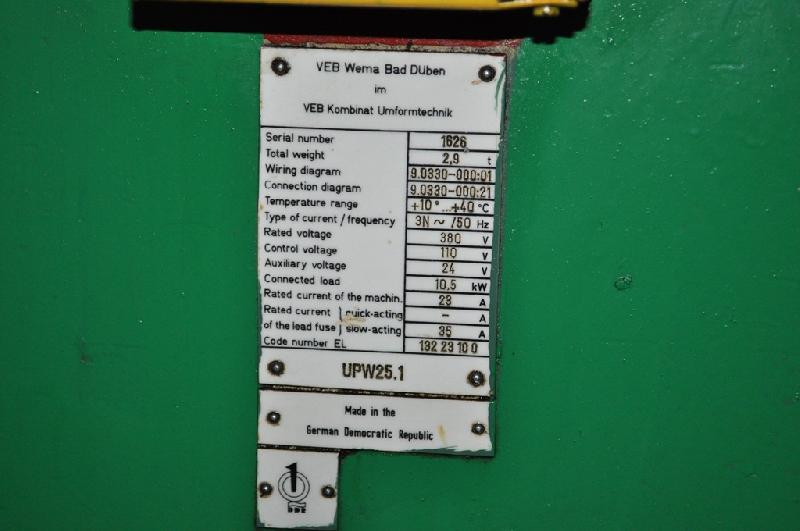 VEB Wema Bad Düben
im
VEB Kombinat Umformtechnik
Serial number 1626
Total weight 2,9 t
Wiring diagram 9.0330-000:01
Connection diagram 9.0330-000:21
Temperature range +10°...+40 °C
Type of current / frequency 3N ~ /50 Hz
Rated voltage 380 V
Control voltage 110 V
Auxiliary voltage 24 V
Connected load 10,5 kW
Rated current of the machin. 23 A
Rated current } quick-acting - A
of the lead fuse } slow-acting 35 A
Code number EL 132 23 10 0
UPW25.1
Made in the
German Democratic Republic
1